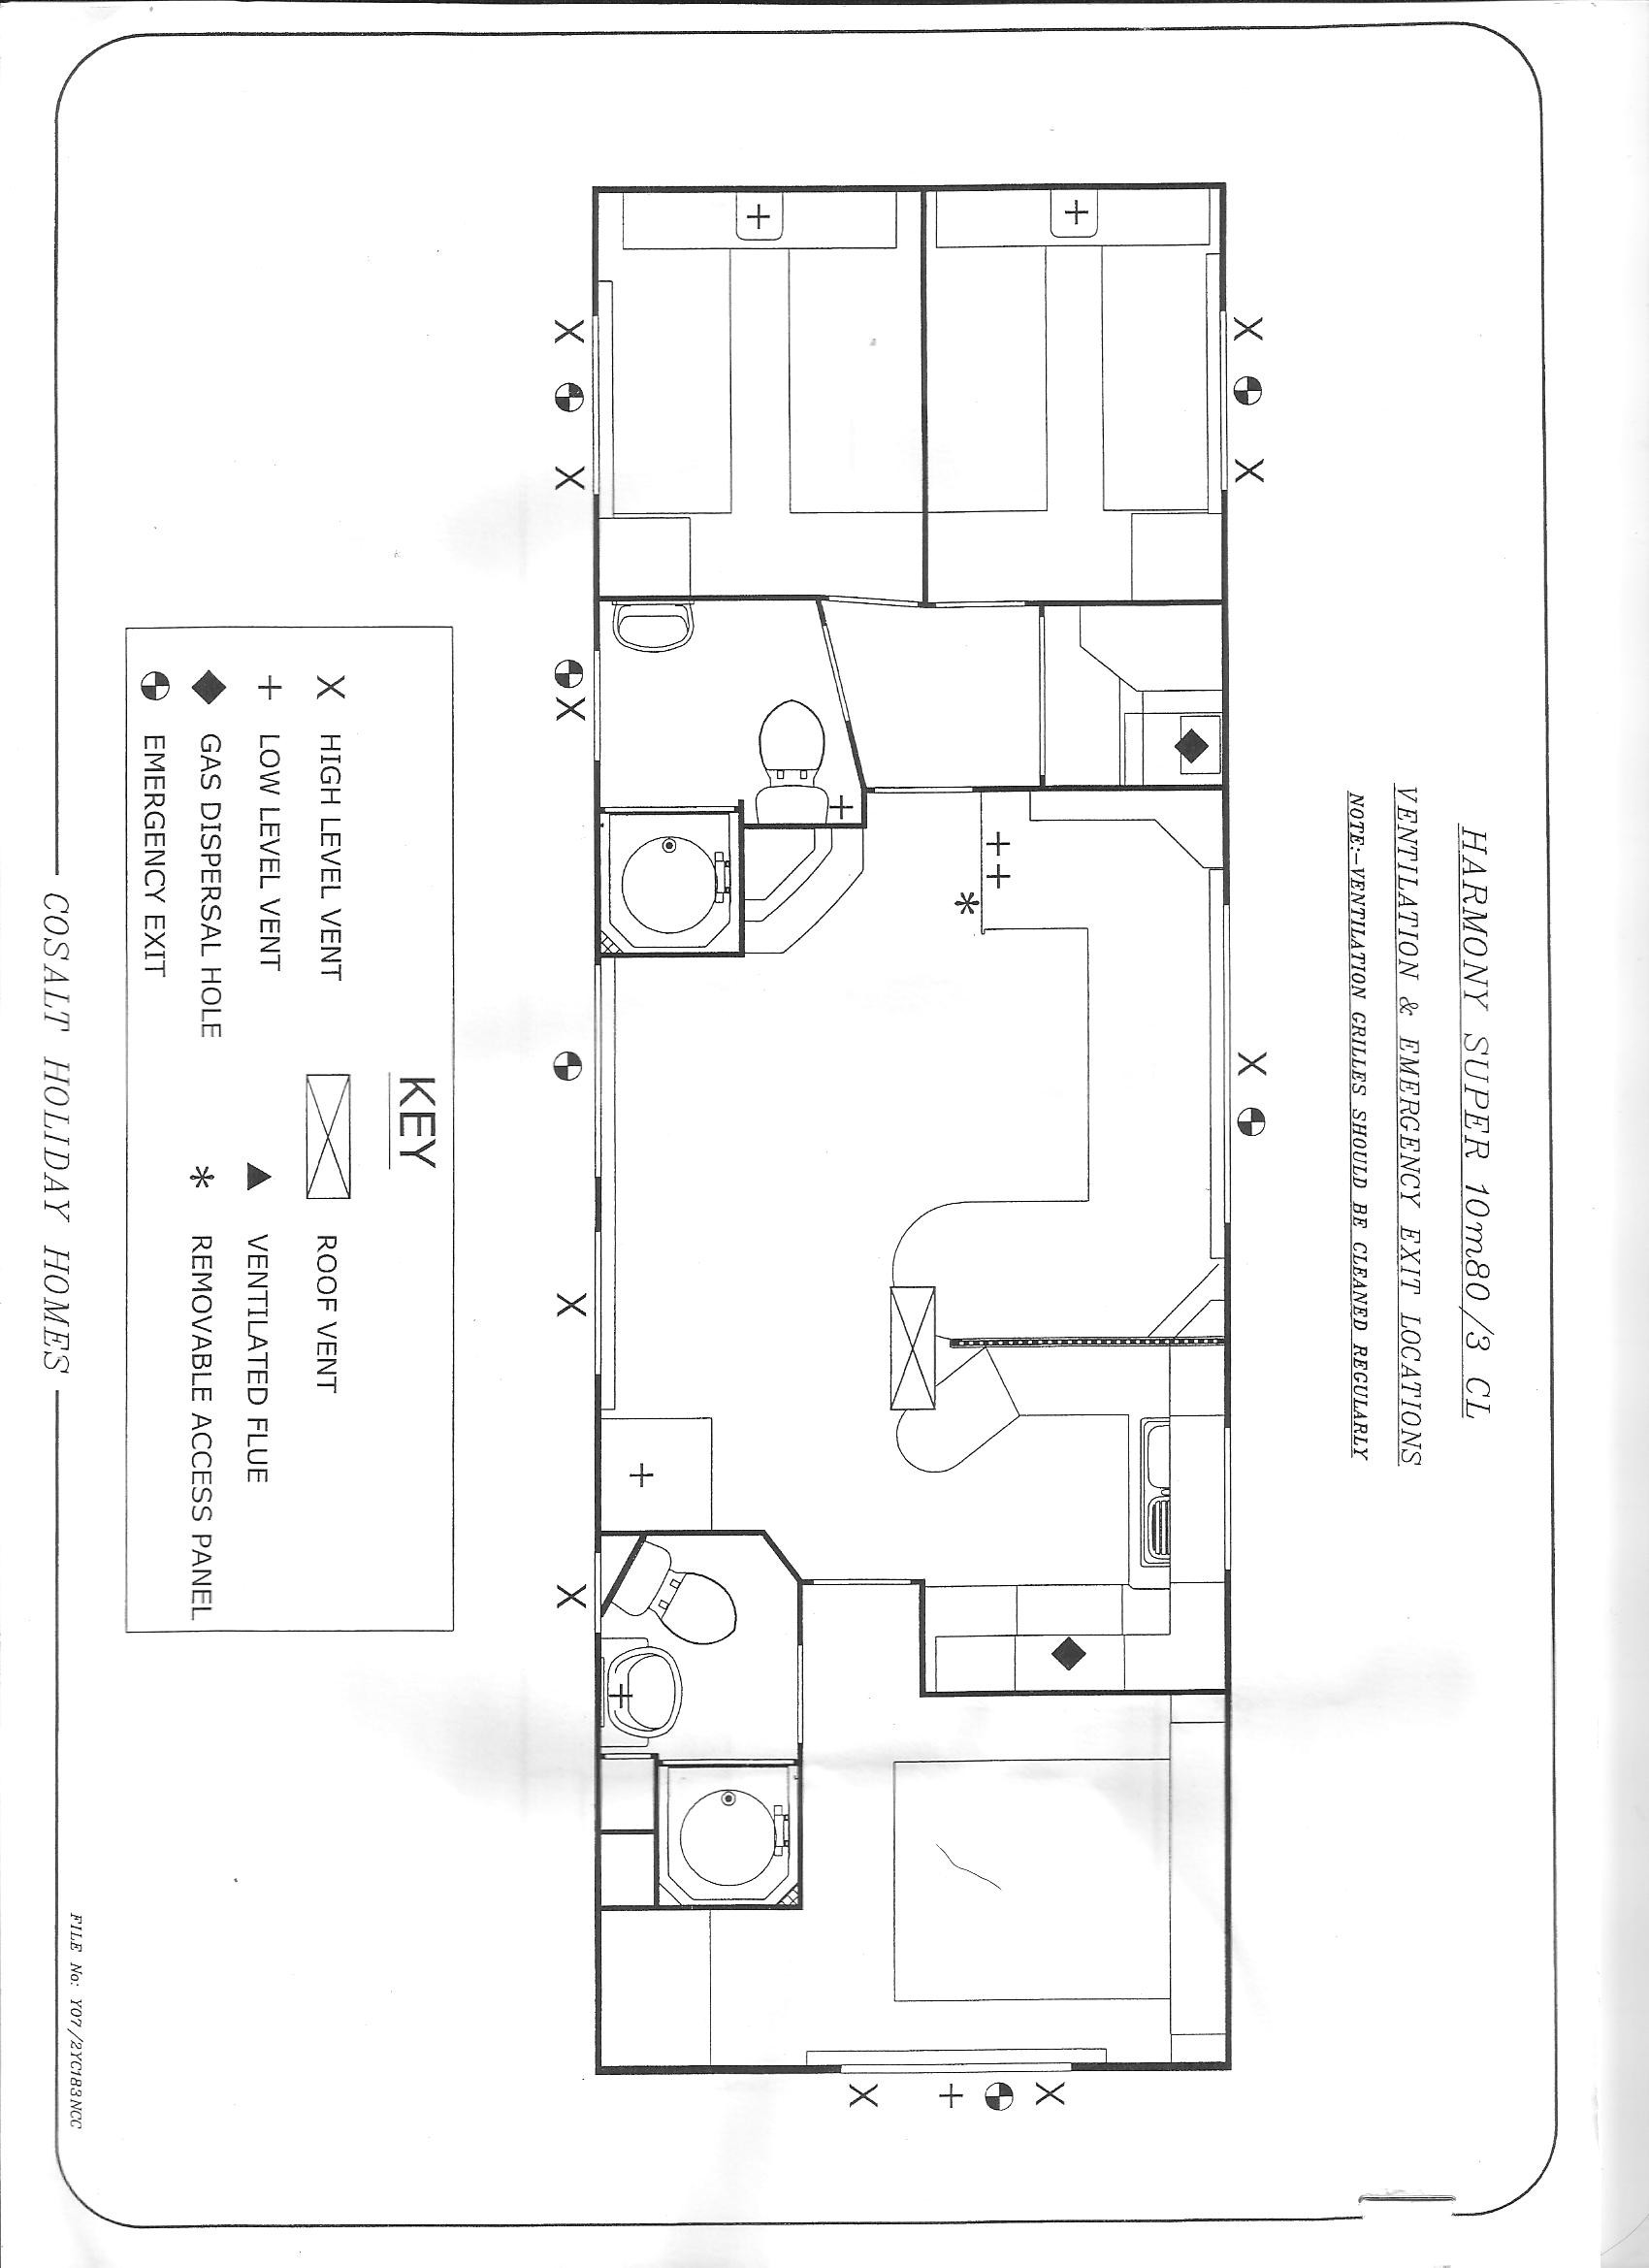 HARMONY SUPER 10m80/3 CL
VENTILATION & EMERGENCY EXIT LOCATIONS
NOTE:-VENTILATION GRILLES SHOULD BE CLEANED REGULARLY
KEY
X HIGH LEVEL VENT
+ LOW LEVEL VENT
GAS DISPERSAL HOLE
EMERGENCY EXIT
ROOF VENT
VENTILATED FLUE
* REMOVABLE ACCESS PANEL
COSALT HOLIDAY HOMES
FILE No: Y07/2YC183NCC